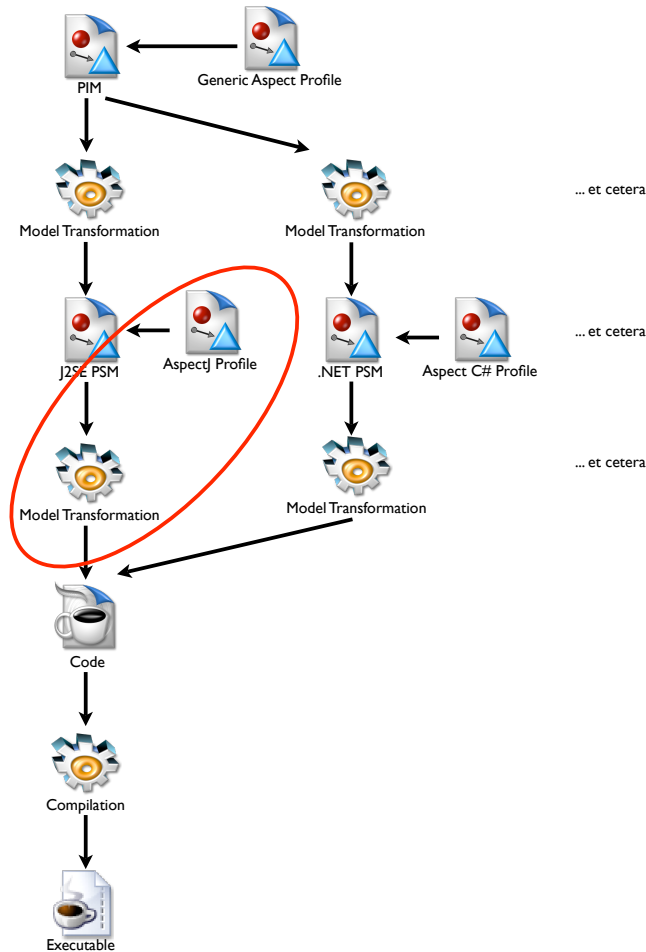 PIM
Generic Aspect Profile
Model Transformation
Model Transformation
... et cetera
J2SE PSM
AspectJ Profile
.NET PSM
Aspect C# Profile
... et cetera
Model Transformation
Model Transformation
... et cetera
Code
Compilation
Executable